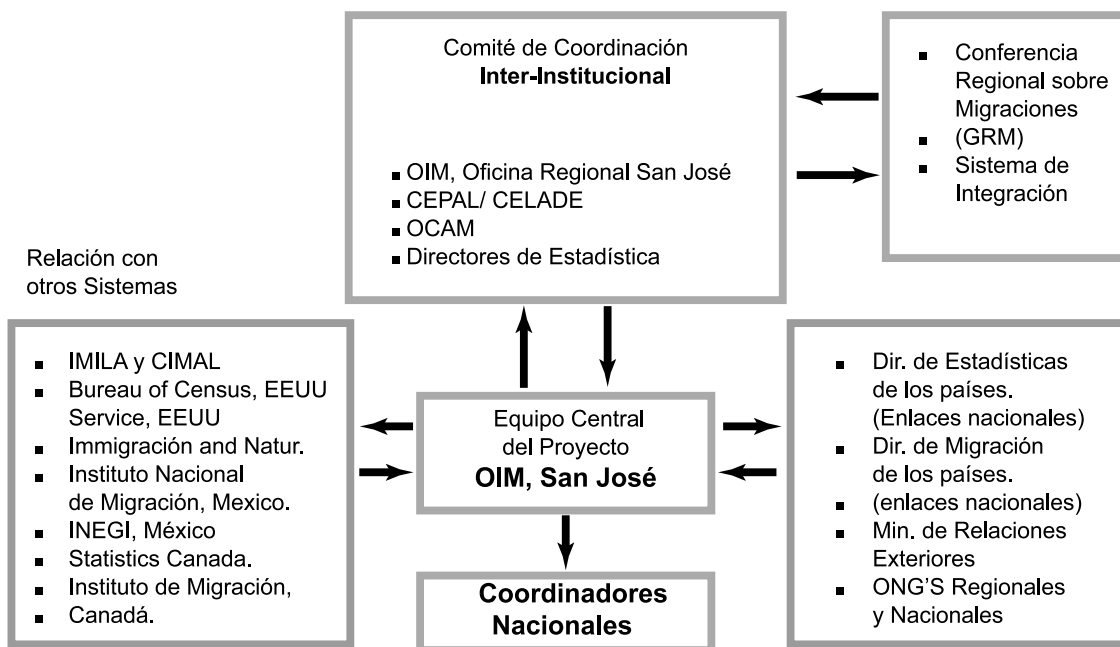 Comité de Coordinación
Inter-Institucional
■ OIM, Oficina Regional San José
■ CEPAL/ CELADE
■ OCAM
■ Directores de Estadística
■ Conferencia
Regional sobre
Migraciones
■ (GRM)
■ Sistema de
Integración
Relación con
otros Sistemas
■ IMILA y CIMAL
■ Bureau of Census, EEUU
Service, EEUU
■ Immigración and Natur.
■ Instituto Nacional
de Migración, Mexico.
■ INEGI, México
■ Statistics Canada.
■ Instituto de Migración,
■ Canadá.
Equipo Central
del Proyecto
OIM, San José
Coordinadores
Nacionales
■ Dir. de Estadísticas
de los países.
(Enlaces nacionales)
■ Dir. de Migración
de los países.
■ (enlaces nacionales)
■ Min. de Relaciones
Exteriores
■ ONG'S Regionales
y Nacionales